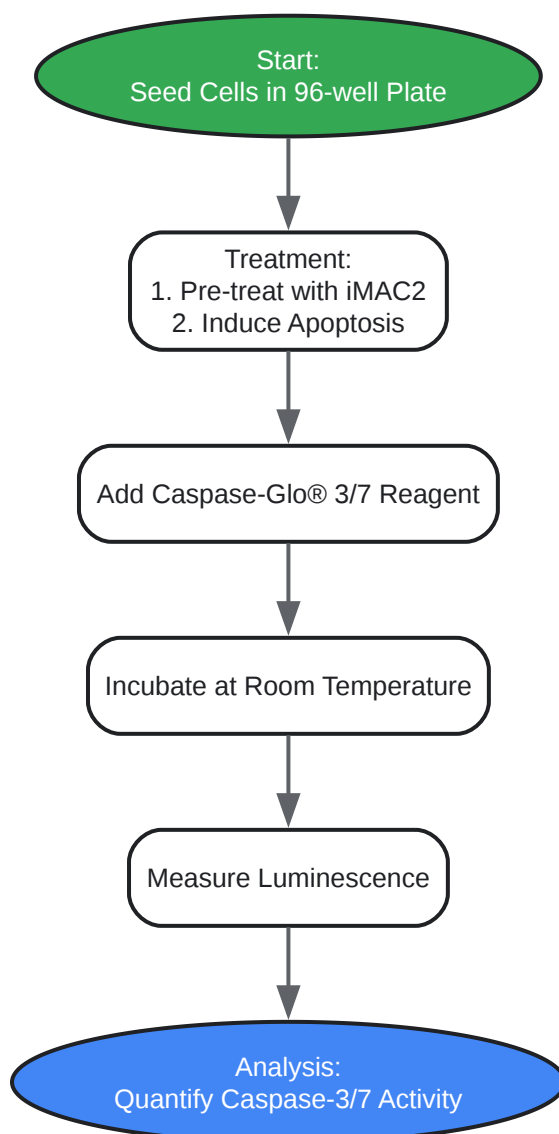 Start:
Seed Cells in 96-well Plate
Treatment:
1. Pre-treat with iMAC2
2. Induce Apoptosis
Add Caspase-Glo® 3/7 Reagent
Incubate at Room Temperature
Measure Luminescence
Analysis:
Quantify Caspase-3/7 Activity